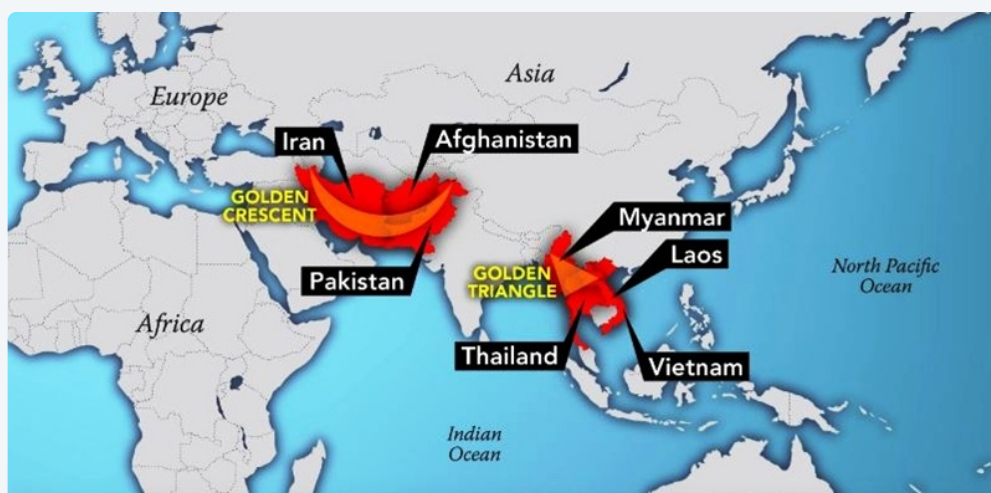 Europe
Asia
Iran
Afghanistan
GOLDEN
CRESCENT
Pakistan
Myanmar
Laos
GOLDEN
TRIANGLE
North Pacific
Ocean
Africa
Thailand
Vietnam
Indian
Ocean